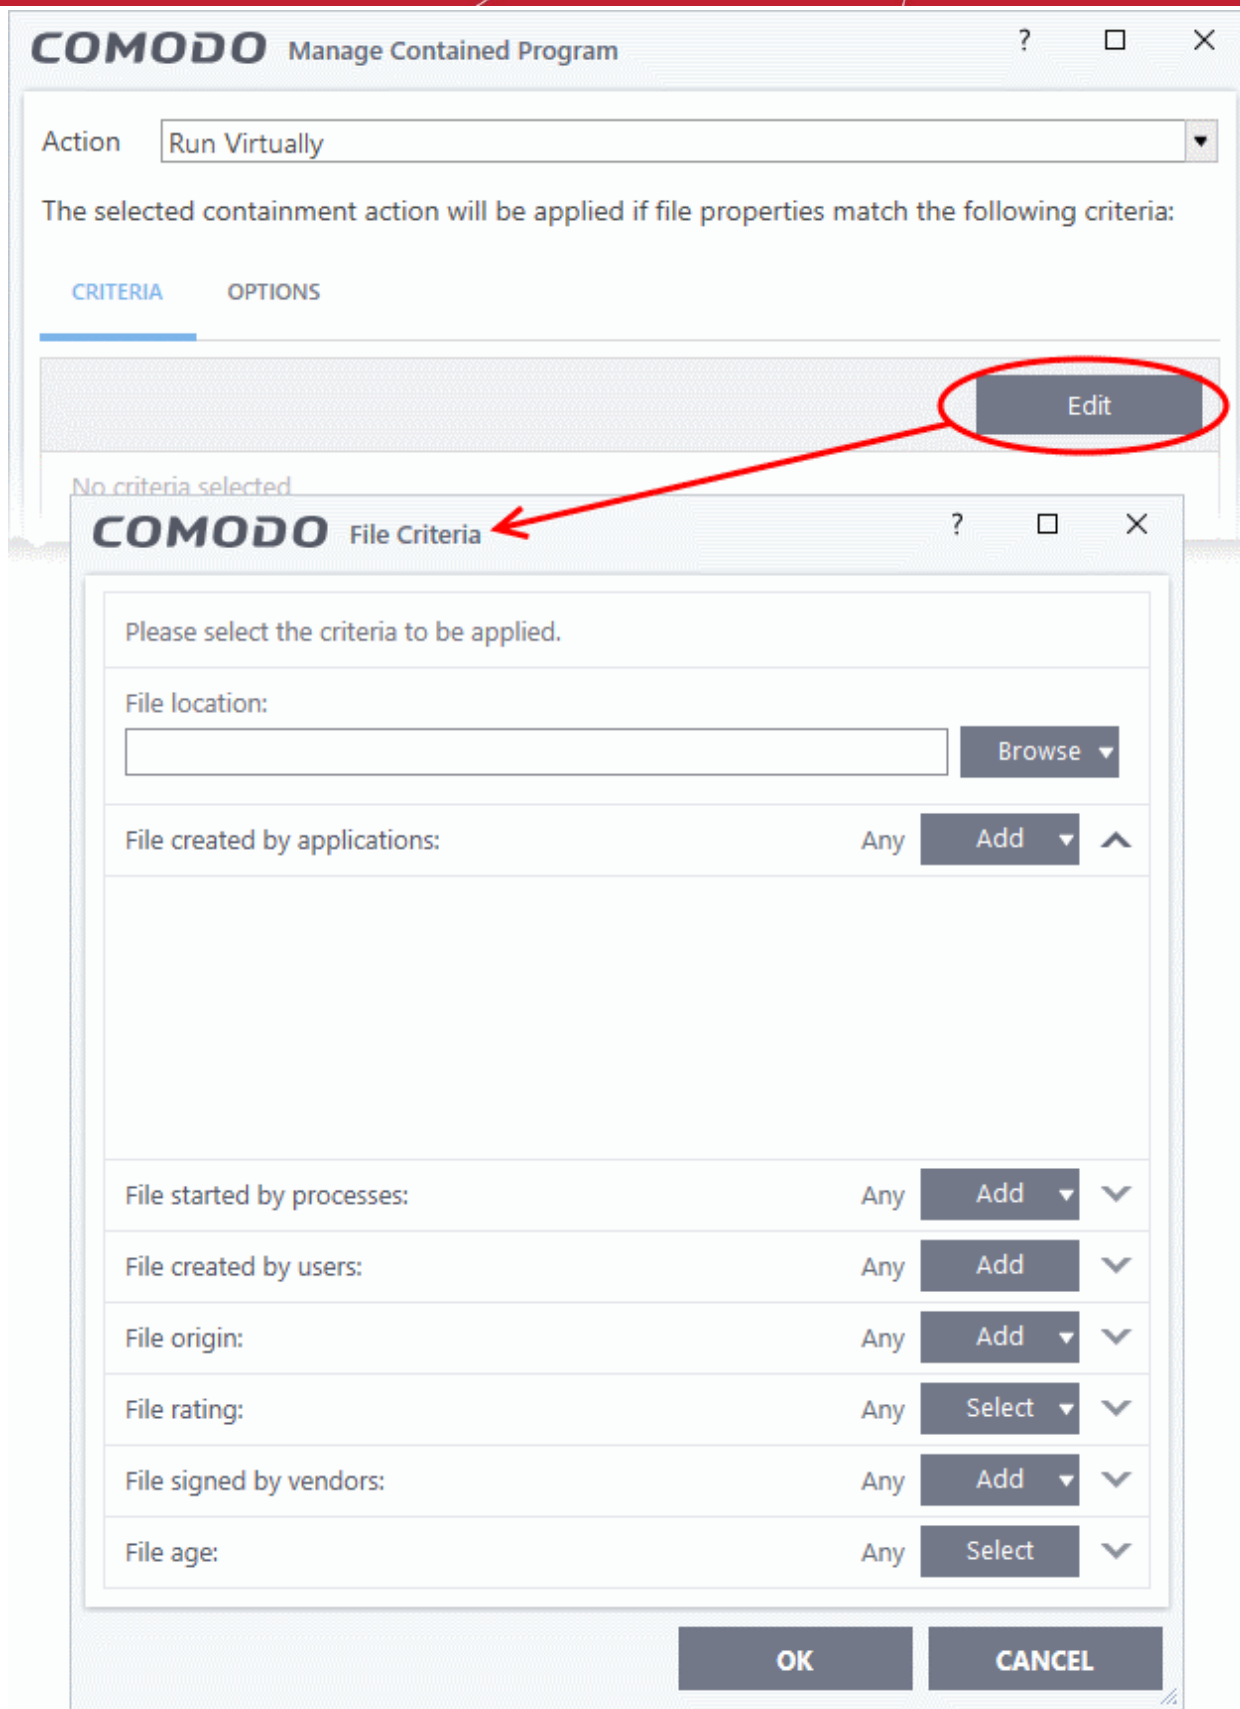 COMODO Manage Contained Program ?
Action Run Virtually
The selected containment action will be applied if file properties match the following criteria:
CRITERIA OPTIONS
Edit
No criteria selected
COMODO File Criteria ?
Please select the criteria to be applied.
File location:
Browse
File created by applications: Any Add
File started by processes: Any Add
File created by users: Any Add
File origin: Any Add
File rating: Any Select
File signed by vendors: Any Add
File age: Any Select
OK CANCEL